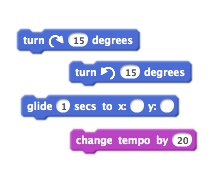 turn 15 degrees
turn 15 degrees
glide 1 secs to x: y:
change tempo by 20